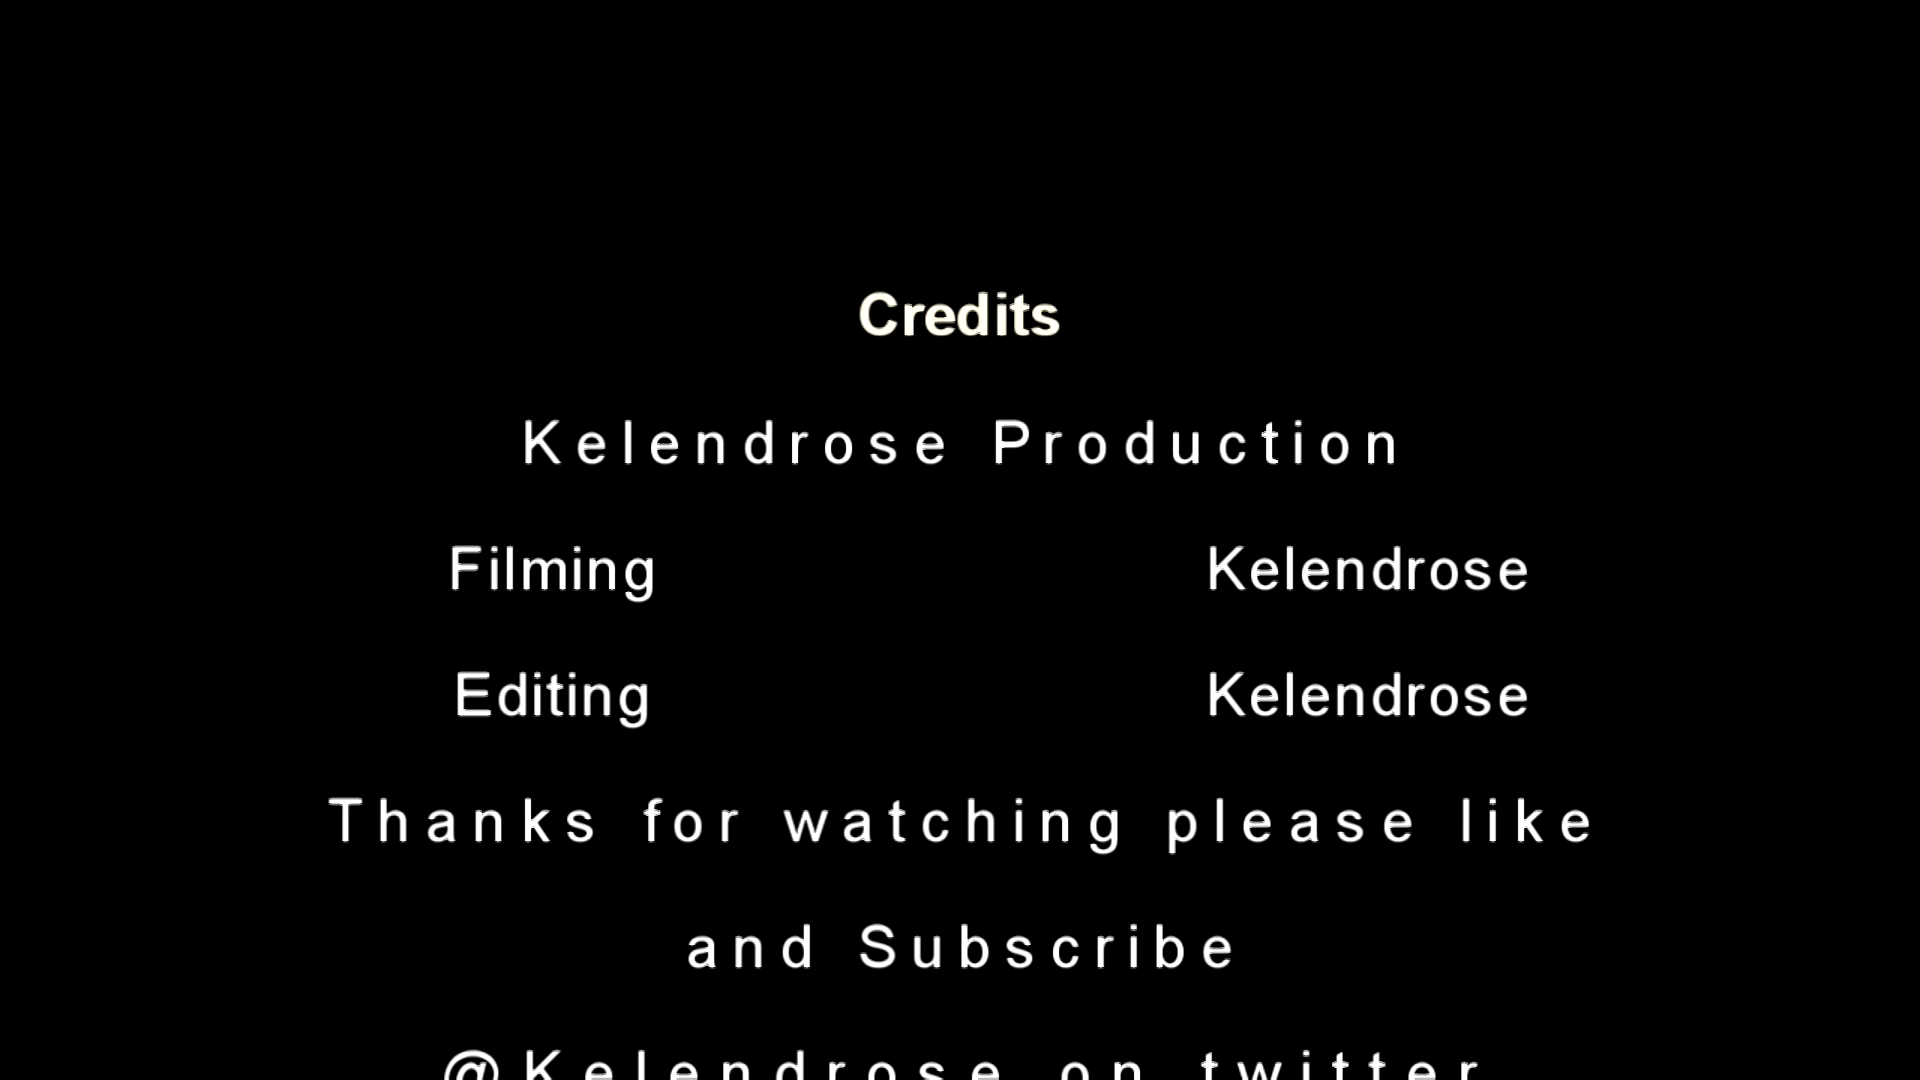 Credits
Kelendrose Production
Filming Kelendrose
Editing Kelendrose
Thanks for watching please like
and Subscribe
@Kelendrose on twitter